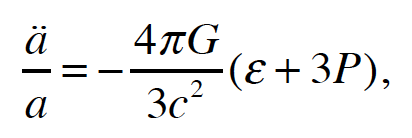 ä/a = −4πG/3c² (ε + 3P),